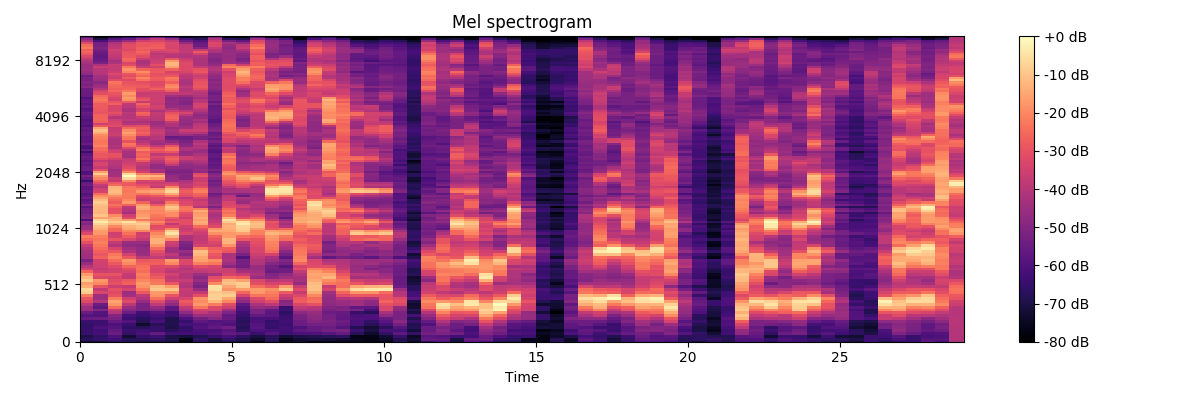 Mel spectrogram
8192
4096
2048
1024
512
0
Hz
0 5 10 15 20 25
Time
+0 dB
-10 dB
-20 dB
-30 dB
-40 dB
-50 dB
-60 dB
-70 dB
-80 dB